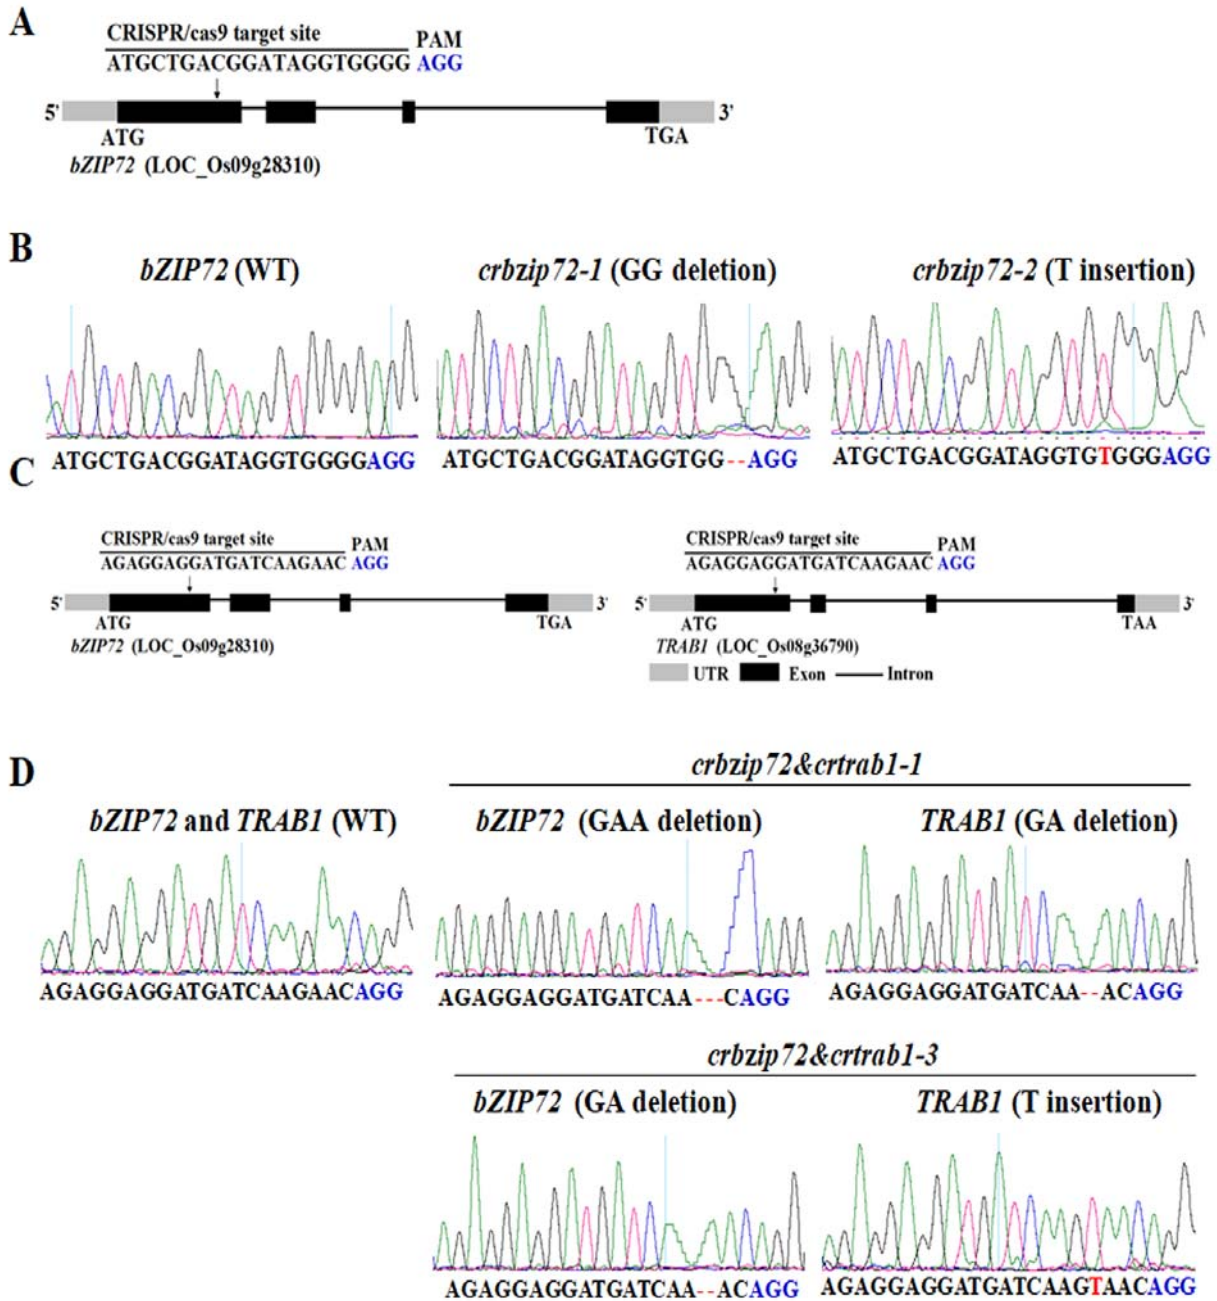 A
CRISPR/cas9 target site PAM
ATGCTGACGGATAGGTGGGG AGG
5' 3'
ATG TGA
bZIP72 (LOC_Os09g28310)
B
bZIP72 (WT) crbzip72-1 (GG deletion) crbzip72-2 (T insertion)
ATGCTGACGGATAGGTGGGGAGG ATGCTGACGGATAGGTGG--AGG ATGCTGACGGATAGGTGTGGGAGG
C
CRISPR/cas9 target site PAM CRISPR/cas9 target site PAM
AGAGGAGGATGATCAAGAAC AGG AGAGGAGGATGATCAAGAAC AGG
5' 3' 5' 3'
ATG TGA ATG TAA
bZIP72 (LOC_Os09g28310) TRAB1 (LOC_Os08g36790)
UTR Exon Intron
D
crbzip72&crtrab1-1
bZIP72 and TRAB1 (WT) bZIP72 (GAA deletion) TRAB1 (GA deletion)
AGAGGAGGATGATCAAGAACAGG AGAGGAGGATGATCAA---CAGG AGAGGAGGATGATCAA--ACAGG
crbzip72&crtrab1-3
bZIP72 (GA deletion) TRAB1 (T insertion)
AGAGGAGGATGATCAA--ACAGG AGAGGAGGATGATCAAGTAACAGG